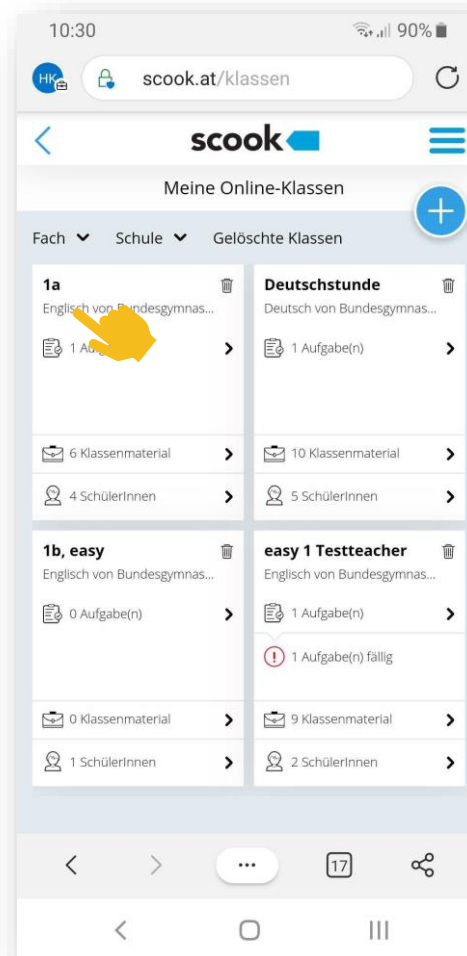 10:30 90%
HK scook.at/klassen
scook
Meine Online-Klassen
Fach Schule Gelöschte Klassen
1a
Englisch von Bundesgymnas...
1
6 Klassenmaterial
4 SchülerInnen
Deutschstunde
Deutsch von Bundesgymnas...
1 Aufgabe(n)
10 Klassenmaterial
5 SchülerInnen
1b, easy
Englisch von Bundesgymnas...
0 Aufgabe(n)
0 Klassenmaterial
1 SchülerInnen
easy 1 Testteacher
Englisch von Bundesgymnas...
1 Aufgabe(n)
1 Aufgabe(n) fällig
9 Klassenmaterial
2 SchülerInnen
17